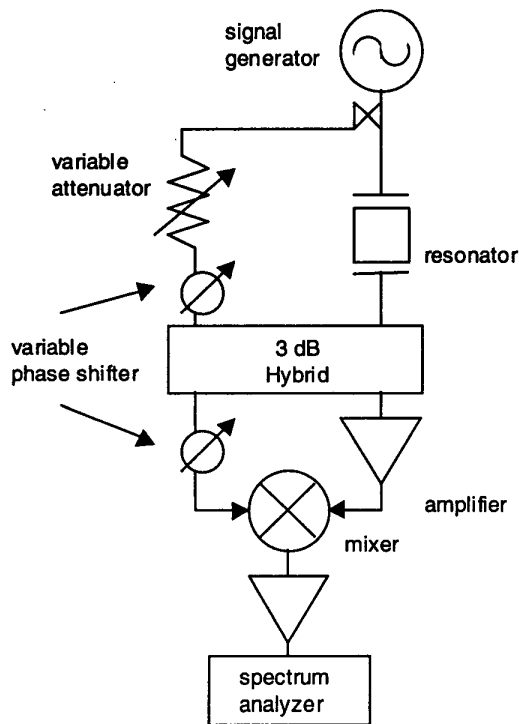 signal
generator
variable
attenuator
resonator
variable
phase shifter
3 dB
Hybrid
amplifier
mixer
spectrum
analyzer